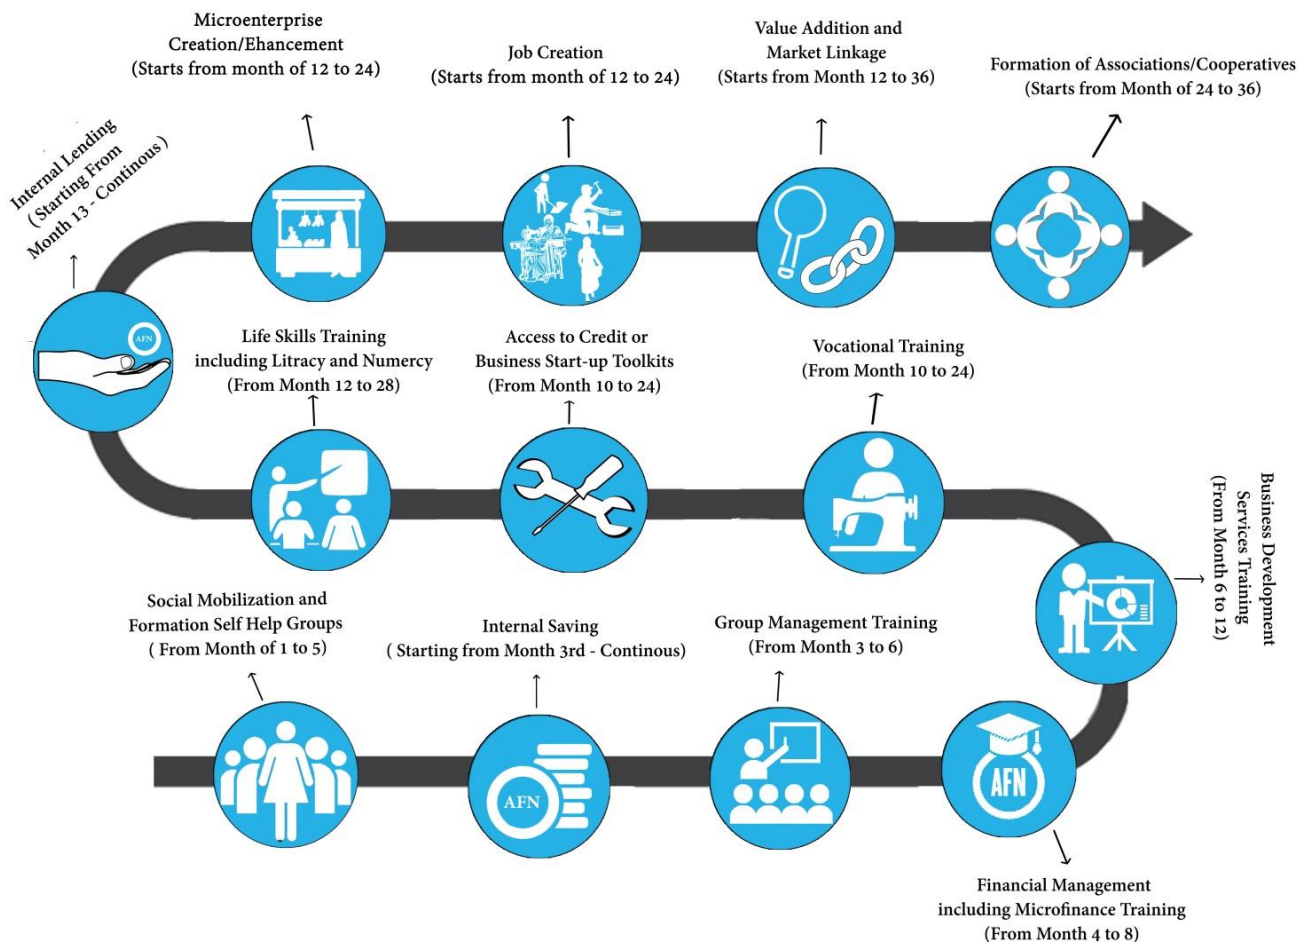 Microenterprise
Creation/Ehancement
(Starts from month of 12 to 24)
Job Creation
(Starts from month of 12 to 24)
Value Addition and
Market Linkage
(Starts from Month 12 to 36)
Formation of Associations/Cooperatives
(Starts from Month of 24 to 36)
Internal Lending
(Starting From
Month 13 - Continous )
AFN
Life Skills Training
including Litracy and Numercy
(From Month 12 to 28)
Access to Credit or
Business Start-up Toolkits
(From Month 10 to 24)
Vocational Training
(From Month 10 to 24)
Business Development
Services Training
(From Month 6 to 12)
Social Mobilization and
Formation Self Help Groups
( From Month of 1 to 5)
Internal Saving
( Starting from Month 3rd - Continous)
Group Management Training
(From Month 3 to 6)
AFN
AFN
Financial Management
including Microfinance Training
(From Month 4 to 8)